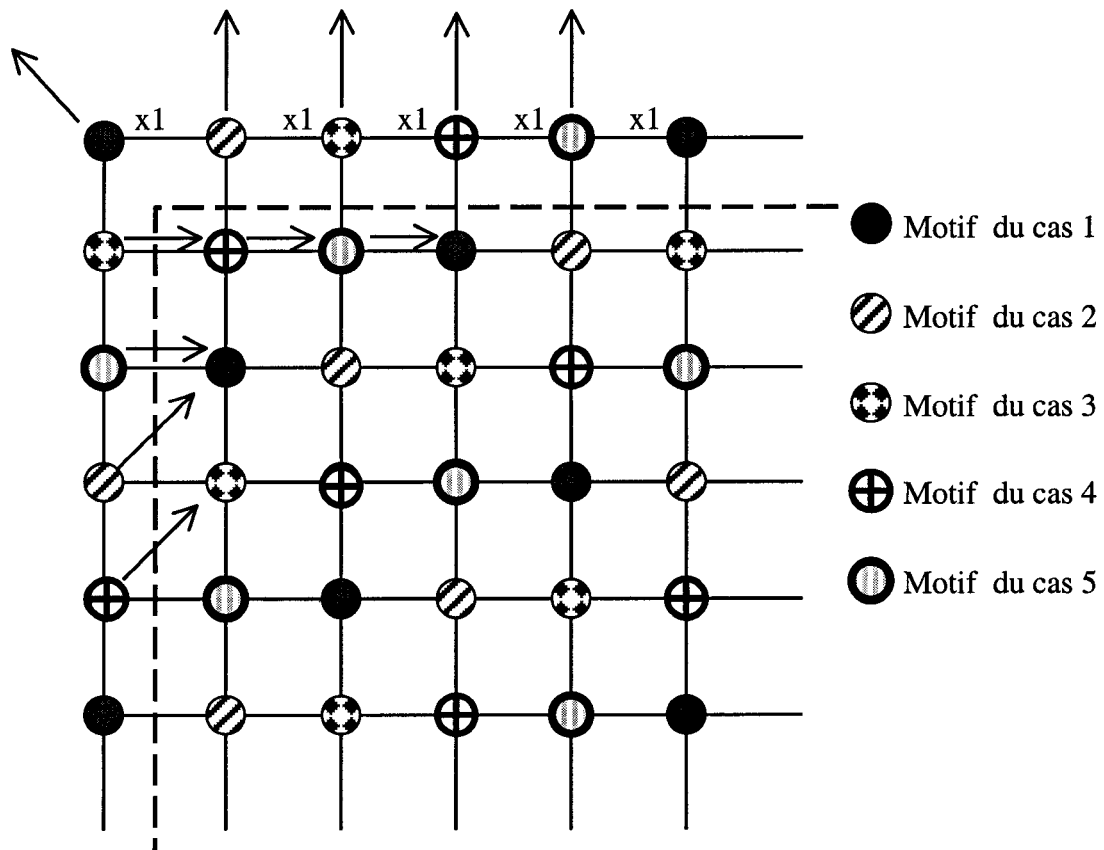 x1 x1 x1 x1 x1
Motif du cas 1
Motif du cas 2
Motif du cas 3
Motif du cas 4
Motif du cas 5